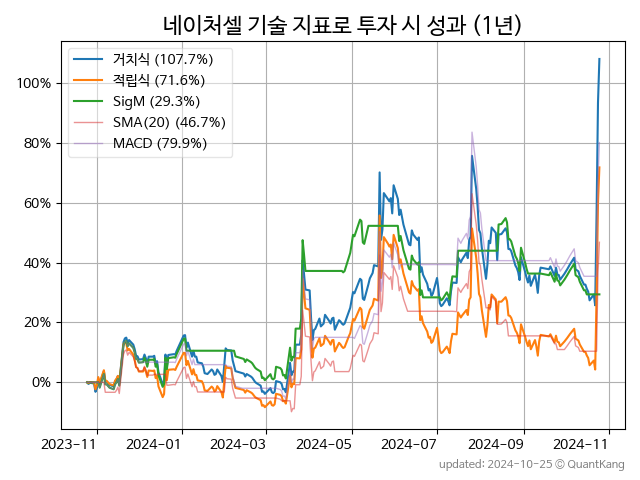 네이처셀 기술 지표로 투자 시 성과 (1년)
거치식 (107.7%)
적립식 (71.6%)
SigM (29.3%)
SMA(20) (46.7%)
MACD (79.9%)
100%
80%
60%
40%
20%
0%
2023-11 2024-01 2024-03 2024-05 2024-07 2024-09 2024-11
updated: 2024-10-25 © QuantKang